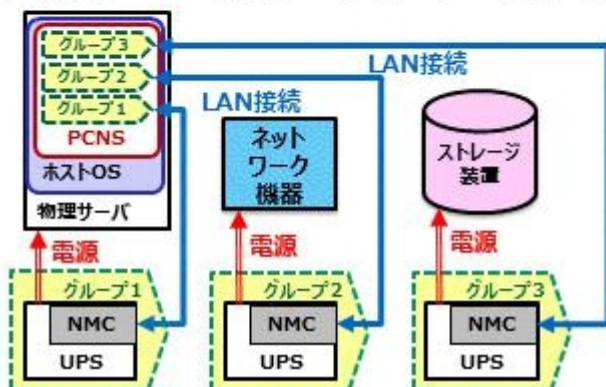 グループ3
グループ2
グループ1
PCNS
ホストOS
物理サーバ
LAN接続
LAN接続
ネット
ワーク
機器
ストレージ
装置
電源
電源
電源
グループ1
NMC
UPS
グループ2
NMC
UPS
グループ3
NMC
UPS